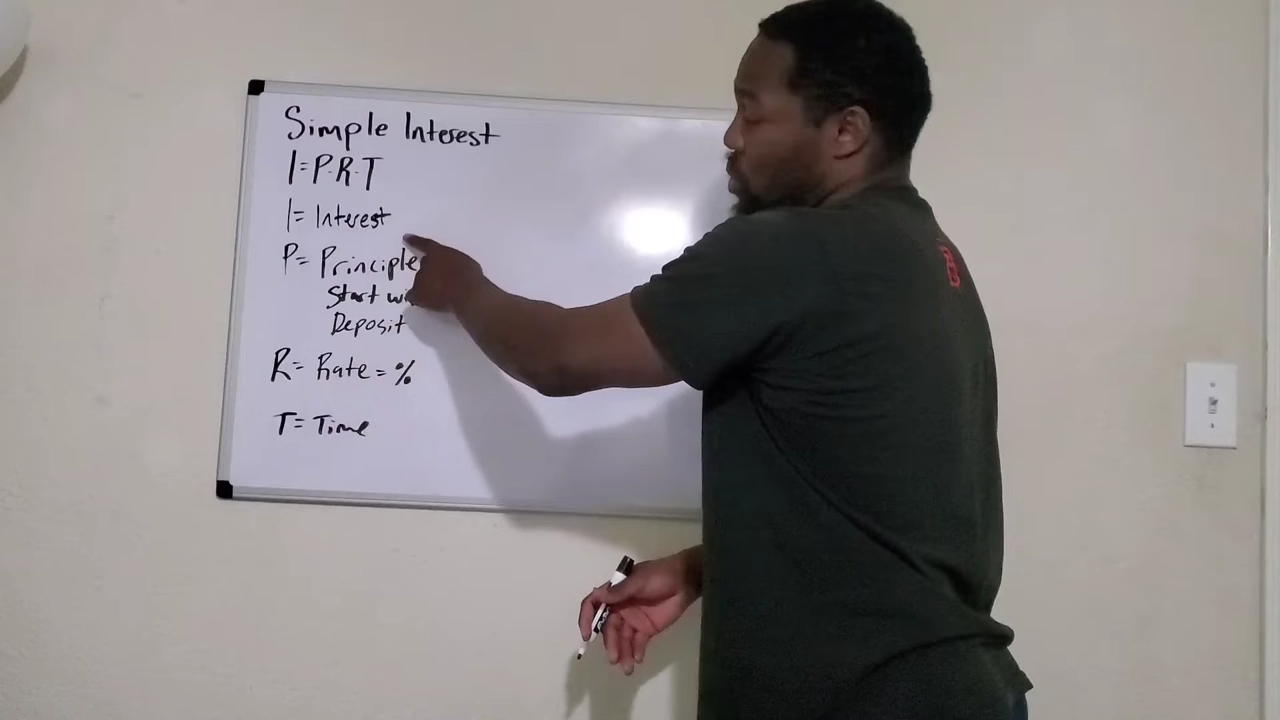 Simple Interest
I=P·R·T
I= Interest
P= Principle
Start
Deposit
R= Rate = %
T= Time
B